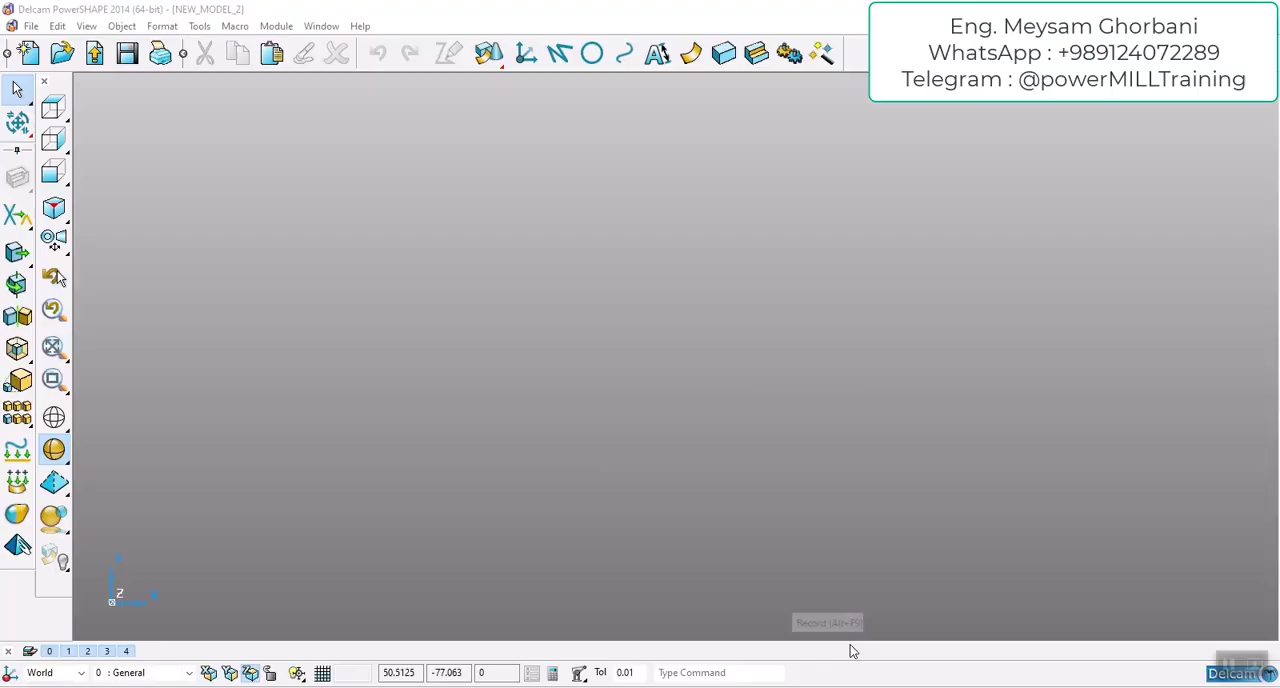 Delcam PowerSHAPE 2014 (64-bit) - [NEW_MODEL_2]
File Edit View Object Format Tools Macro Module Window Help
Eng. Meysam Ghorbani
WhatsApp : +989124072289
Telegram : @powerMILLTraining
Z
Record (Alt+F9)
0 1 2 3 4
World 0 : General 50.5125 -77.063 0 Tol 0.01 Type Command
Delcam